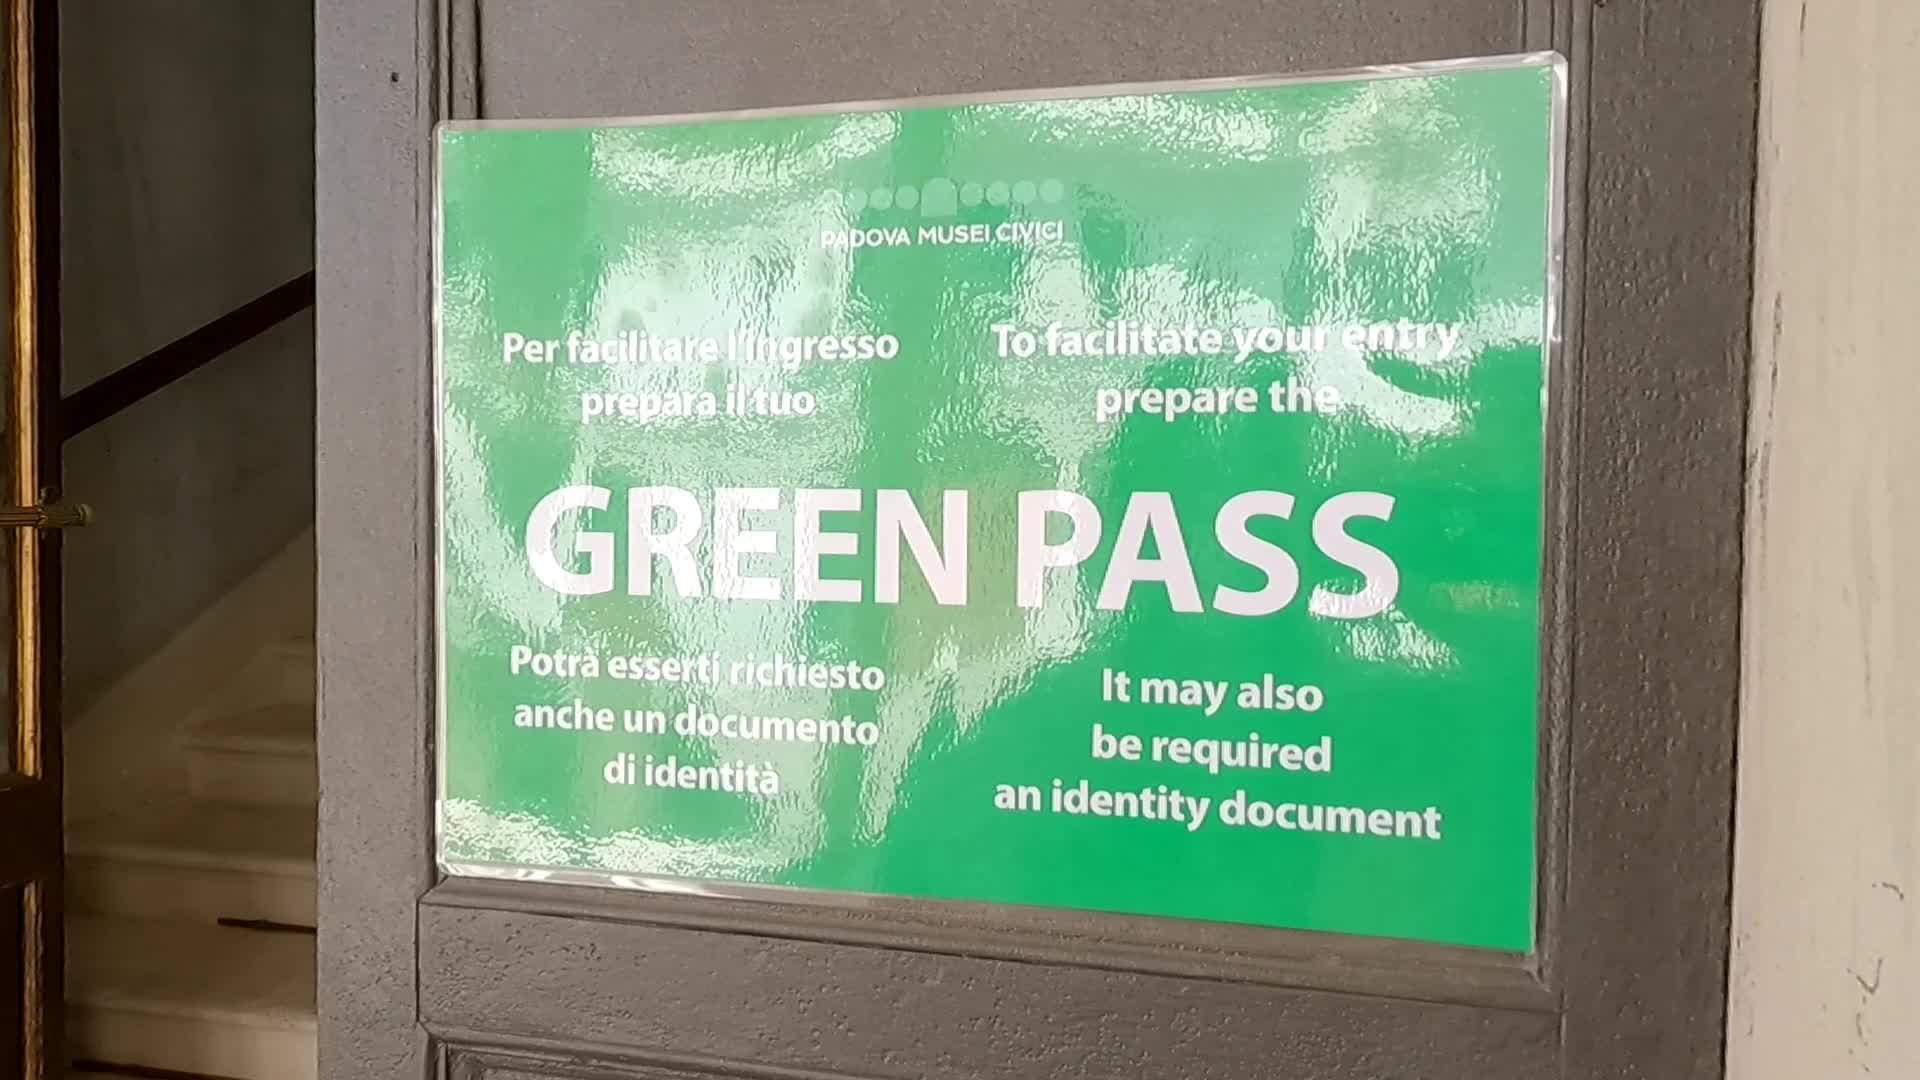 PADOVA MUSEI CIVICI
Per facilitare l'ingresso
prepara il tuo
To facilitate your entry
prepare the
GREEN PASS
Potrà esserti richiesto
anche un documento
di identità
It may also
be required
an identity document